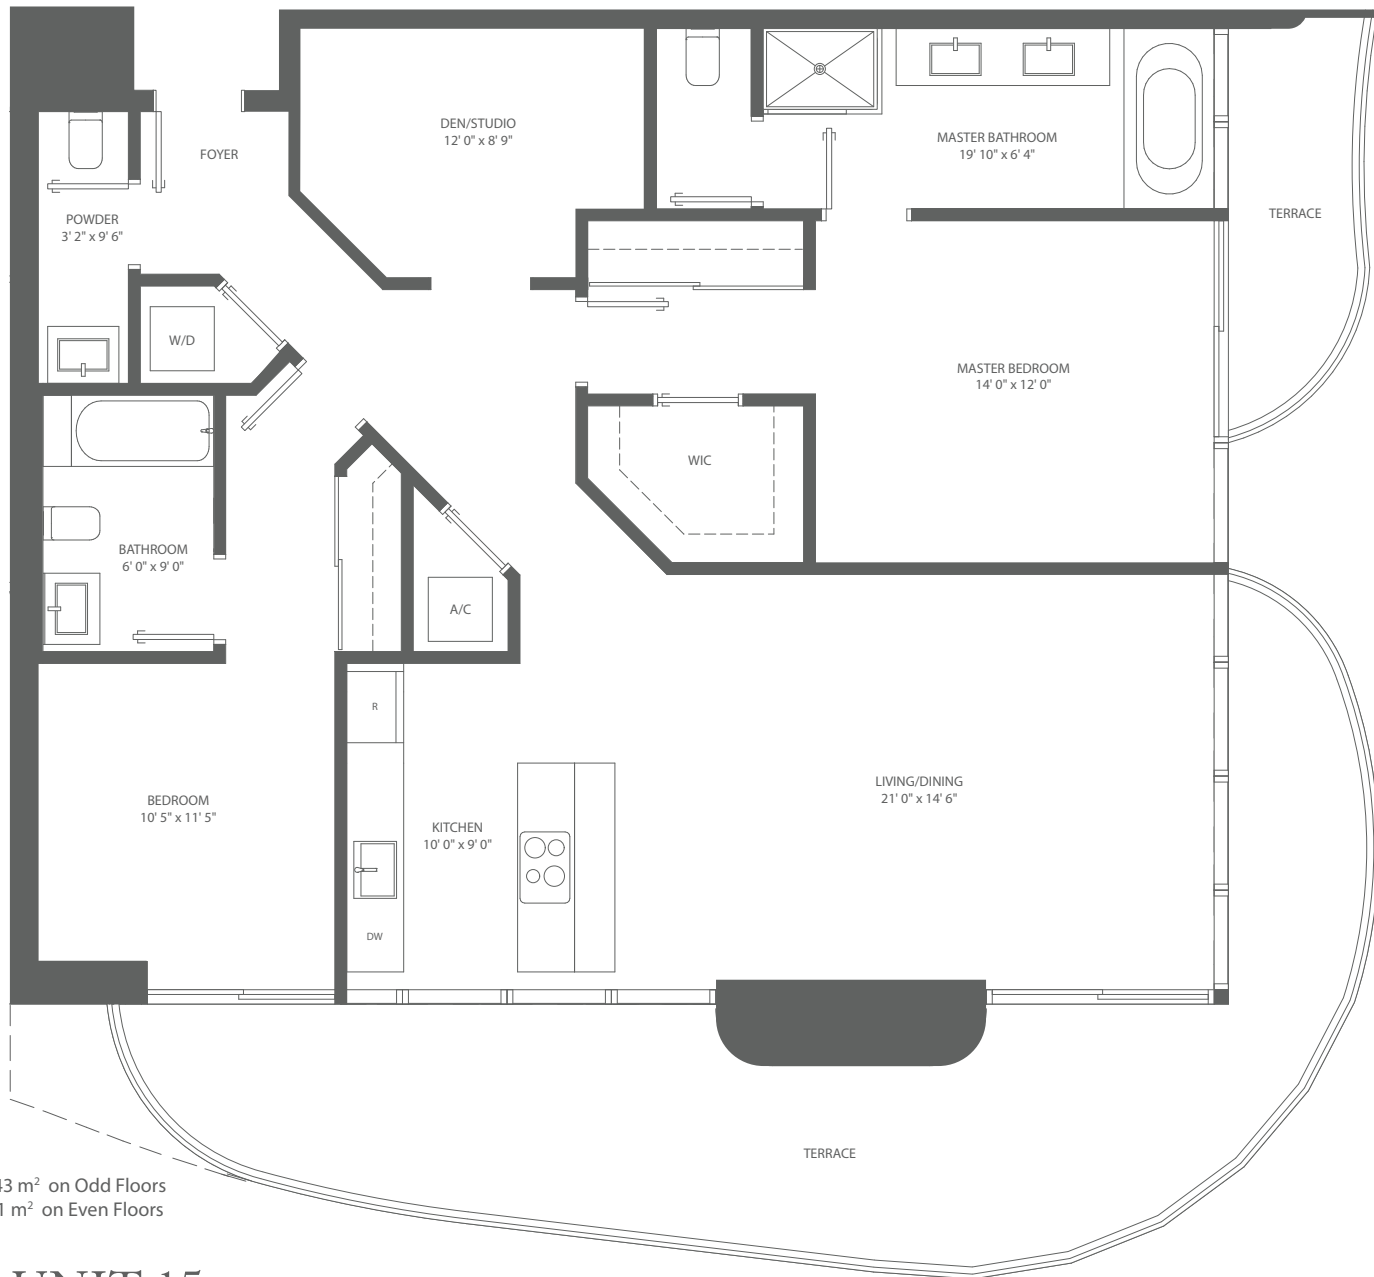 DEN/STUDIO
12' 0" x 8' 9"
MASTER BATHROOM
19' 10" x 6' 4"
FOYER
POWDER
3' 2" x 9' 6"
TERRACE
W/D
MASTER BEDROOM
14' 0" x 12' 0"
WIC
BATHROOM
6' 0" x 9' 0"
A/C
R
BEDROOM
10' 5" x 11' 5"
LIVING/DINING
21' 0" x 14' 6"
KITCHEN
10' 0" x 9' 0"
DW
TERRACE
m² on Odd Floors
m² on Even Floors
UNIT 15